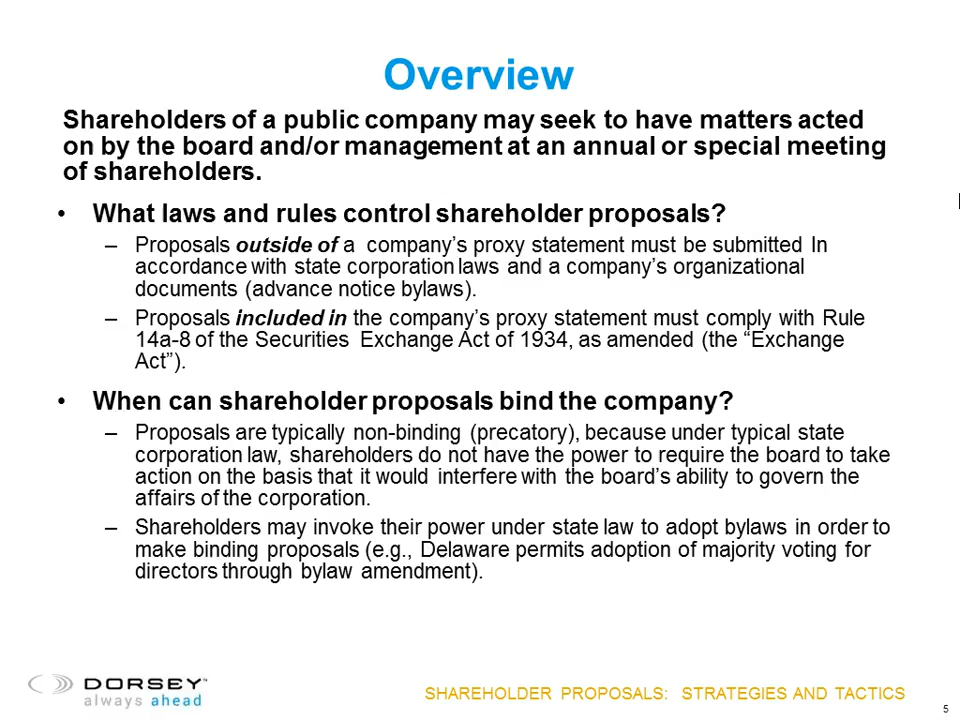 Overview
Shareholders of a public company may seek to have matters acted
on by the board and/or management at an annual or special meeting
of shareholders.
• What laws and rules control shareholder proposals?
– Proposals outside of a company's proxy statement must be submitted In
accordance with state corporation laws and a company's organizational
documents (advance notice bylaws).
– Proposals included in the company's proxy statement must comply with Rule
14a-8 of the Securities Exchange Act of 1934, as amended (the “Exchange
Act”).
• When can shareholder proposals bind the company?
– Proposals are typically non-binding (precatory), because under typical state
corporation law, shareholders do not have the power to require the board to take
action on the basis that it would interfere with the board's ability to govern the
affairs of the corporation.
– Shareholders may invoke their power under state law to adopt bylaws in order to
make binding proposals (e.g., Delaware permits adoption of majority voting for
directors through bylaw amendment).
DORSEY™
always ahead
SHAREHOLDER PROPOSALS: STRATEGIES AND TACTICS
5